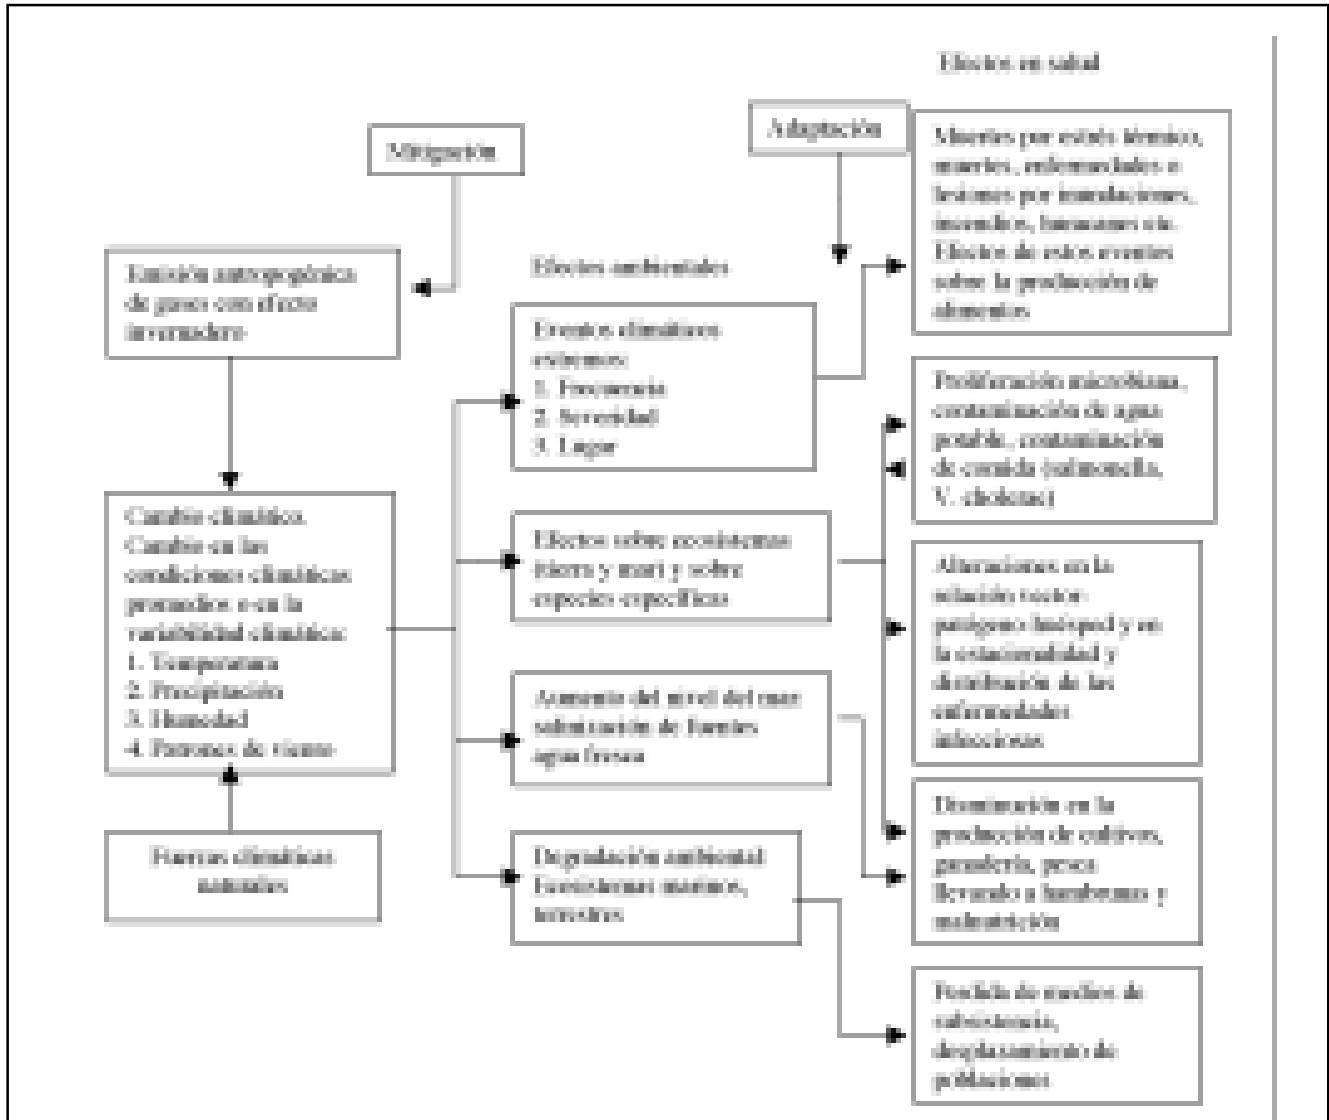 Efectos en salud
Mitigación
Adaptación
Muertes por estrés térmico,
muertes, enfermedades o
lesiones por inundaciones,
incendios, huracanes etc.
Efectos de estos eventos
sobre la producción de
alimentos
Emisión antropogénica
de gases con efecto
invernadero
Efectos ambientales
Eventos climáticos
extremos:
1. Frecuencia
2. Severidad
3. Lugar
Proliferación microbiana,
contaminación de agua
potable, contaminación
de comida (salmonella,
V. cholerae)
Cambio climático
Cambio en las
condiciones climáticas
promedios o en la
variabilidad climática:
1. Temperatura
2. Precipitación
3. Humedad
4. Patrones de viento
Efectos sobre ecosistemas
(tierra y mar) y sobre
especies específicas
Alteraciones en la
relación vector-
patógeno-huésped y en
la estacionalidad y
distribución de las
enfermedades
infecciosas
Aumento del nivel del mar
salinización de fuentes
agua fresca
Fuerzas climáticas
naturales
Degradación ambiental
Ecosistemas marinos,
terrestres
Disminución en la
producción de cultivos,
ganadería, pesca
llevando a hambrunas y
malnutrición
Perdida de medios de
subsistencia,
desplazamiento de
poblaciones